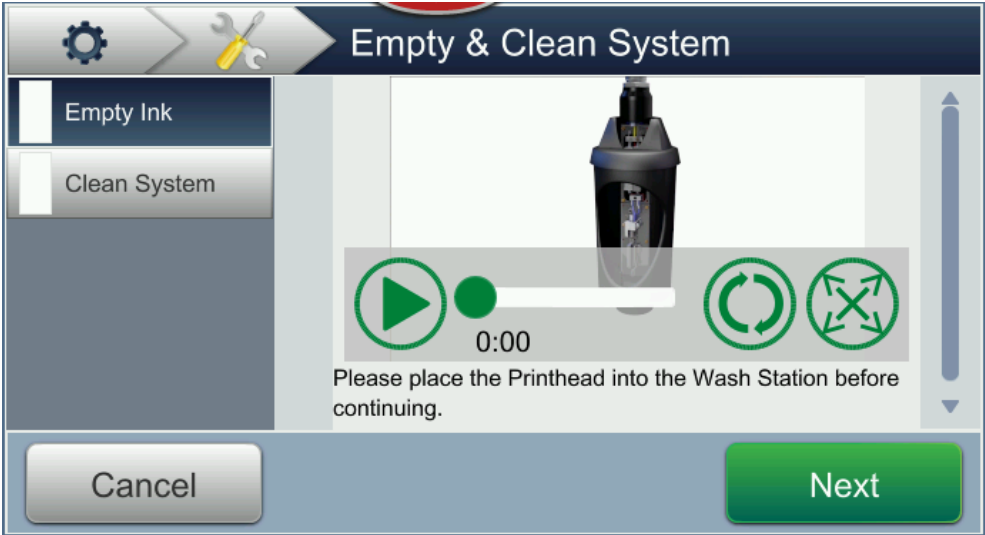 Empty & Clean System
Empty Ink
Clean System
0:00
Please place the Printhead into the Wash Station before
continuing.
Cancel
Next